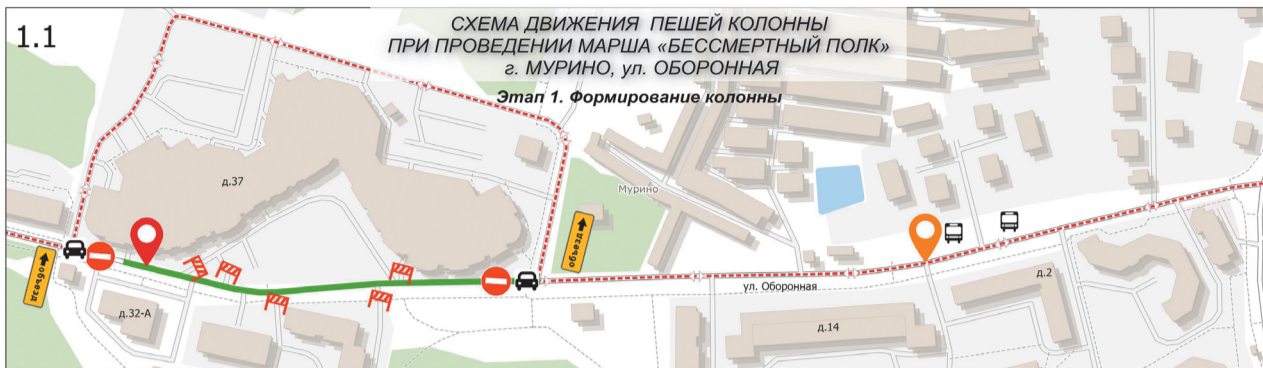 1.1
СХЕМА ДВИЖЕНИЯ ПЕШЕЙ КОЛОННЫ
ПРИ ПРОВЕДЕНИИ МАРША «БЕССМЕРТНЫЙ ПОЛК»
г. МУРИНО, ул. ОБОРОННАЯ
Этап 1. Формирование колонны
д.37
Мурино
объезд
объезд
д.2
ул. Оборонная
д.32-А
д.14